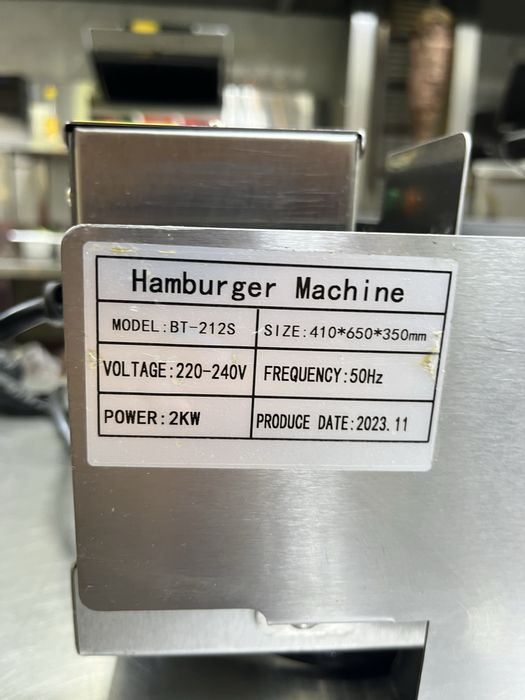 Hamburger Machine
MODEL:BT-212S SIZE:410*650*350mm
VOLTAGE:220-240V FREQUENCY:50Hz
POWER:2KW PRODUCE DATE:2023.11